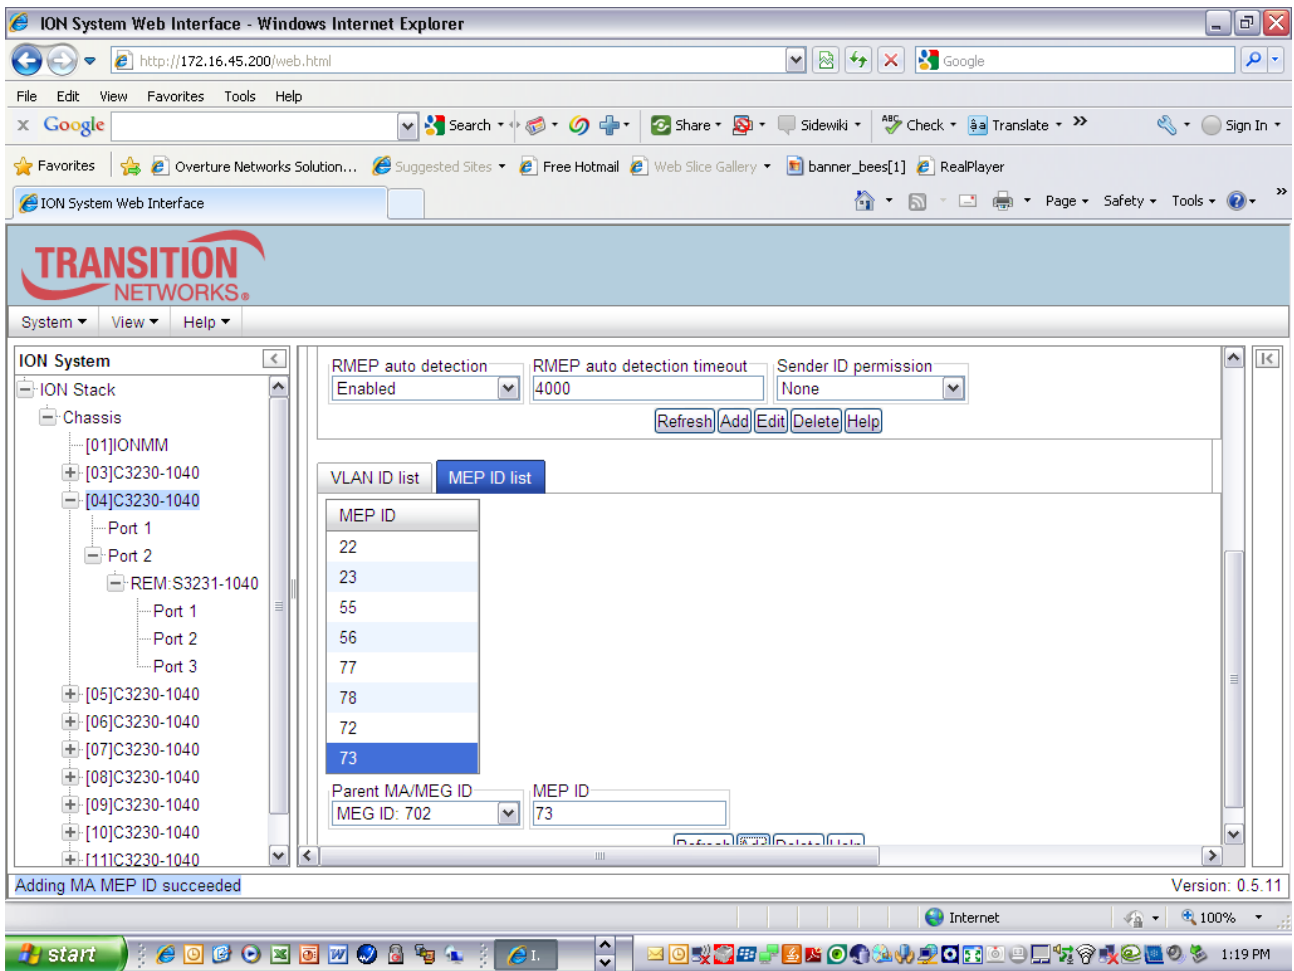 ION System Web Interface - Windows Internet Explorer
http://172.16.45.200/web.html
Google
File Edit View Favorites Tools Help
x Google Search Share Sidewiki Check Translate >> Sign In
Favorites Overture Networks Solution... Suggested Sites Free Hotmail Web Slice Gallery banner_bees[1] RealPlayer
ION System Web Interface Page Safety Tools >>
TRANSITION
NETWORKS®
System View Help
ION System
ION Stack
Chassis
[01]IONMM
[03]C3230-1040
[04]C3230-1040
Port 1
Port 2
REM:S3231-1040
Port 1
Port 2
Port 3
[05]C3230-1040
[06]C3230-1040
[07]C3230-1040
[08]C3230-1040
[09]C3230-1040
[10]C3230-1040
[11]C3230-1040
RMEP auto detection RMEP auto detection timeout Sender ID permission
Enabled 4000 None
Refresh Add Edit Delete Help
VLAN ID list MEP ID list
MEP ID
22
23
55
56
77
78
72
73
Parent MA/MEG ID MEP ID
MEG ID: 702 73
Refresh Add Delete Help
Adding MA MEP ID succeeded Version: 0.5.11
Internet 100%
start I. 1:19 PM